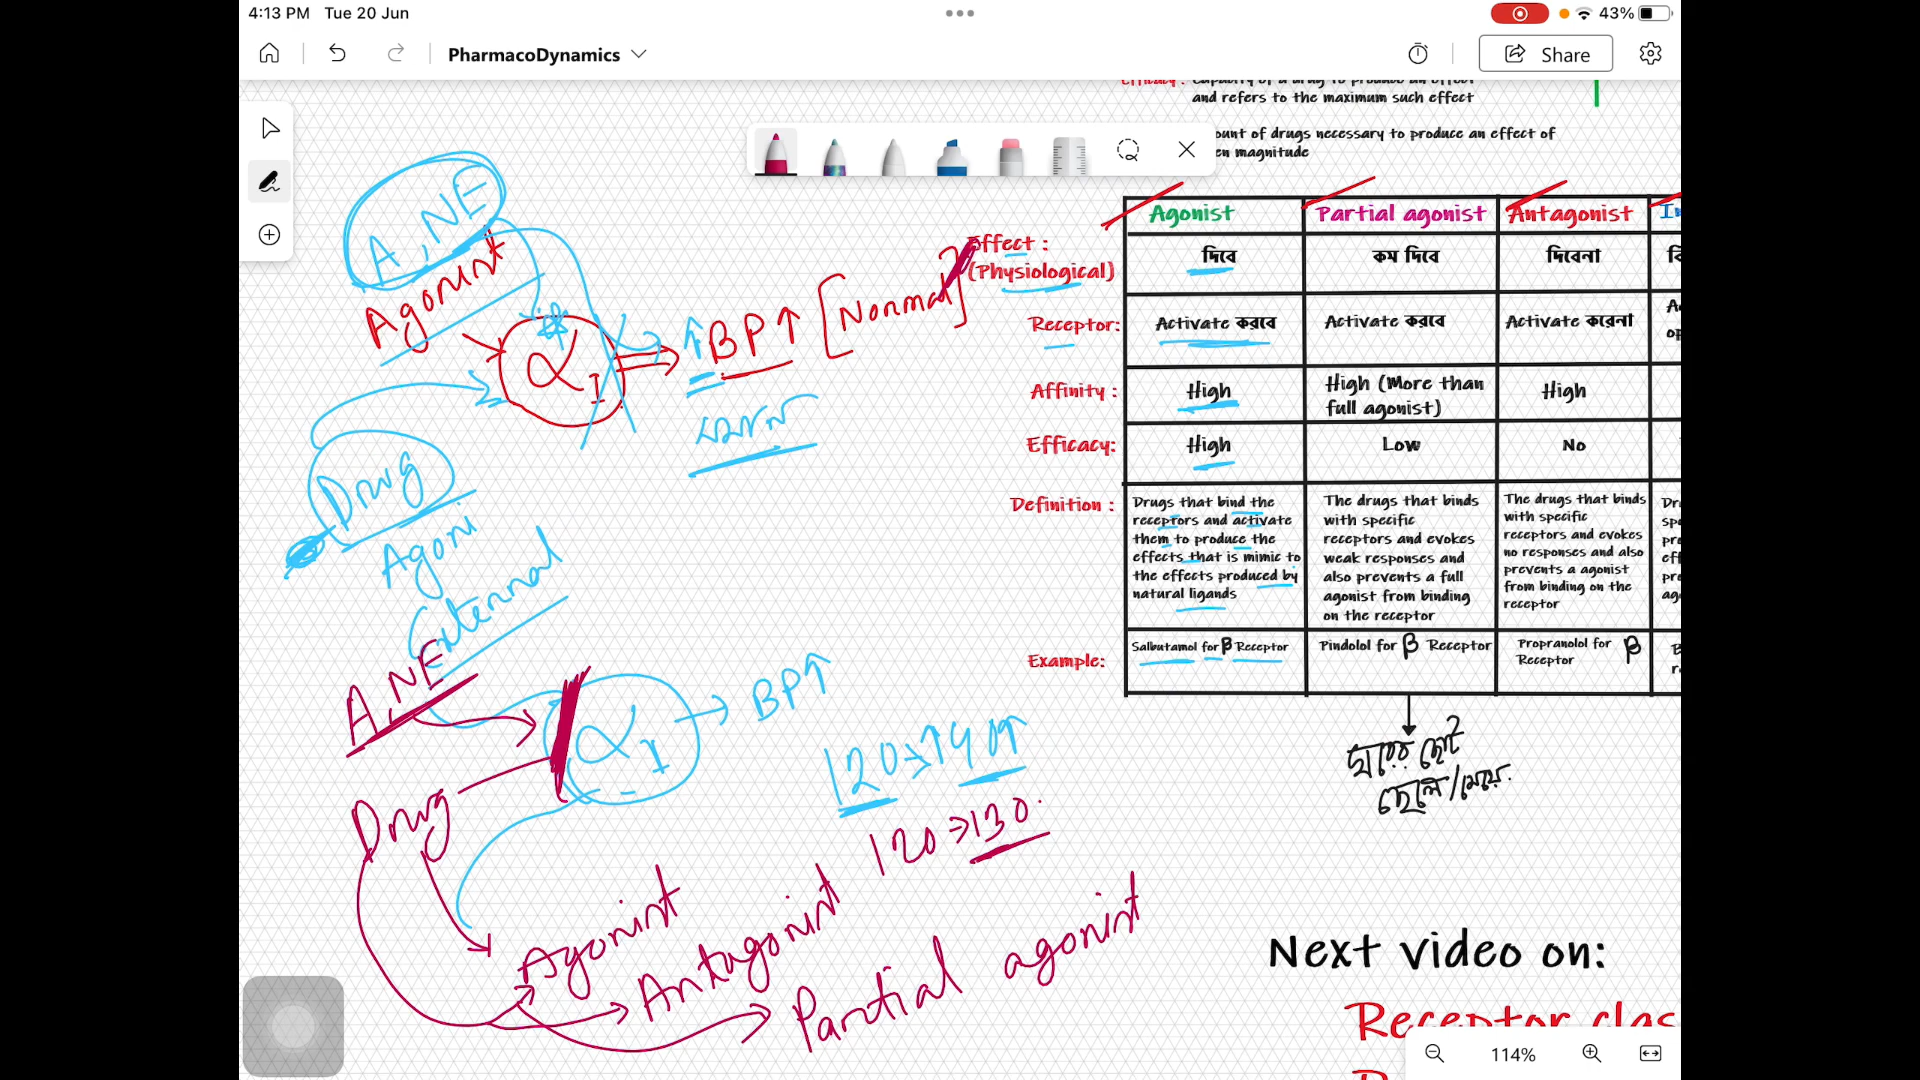 4:13 PM Tue 20 Jun
43%
PharmacoDynamics
Share
and refers to the maximum such effect
ount of drugs necessary to produce an effect of
en magnitude
A, NE
Agonist
α1
↑BP↑ [Normal]
Drug
Agoni
External
A, NE
α1
BP↑
120→↑140↑
120→130
Drug
Agonist
Antagonist
Partial agonist
Agonist
Partial agonist
Antagonist
In
Effect :
(Physiological)
দিবে
কম দিবে
দিবেনা
Receptor:
Activate করবে
Activate করবে
Activate করেনা
Affinity :
High
High (More than
full agonist)
High
Efficacy:
High
Low
No
Definition :
Drugs that bind the
receptors and activate
them to produce the
effects that is mimic to
the effects produced by
natural ligands
The drugs that binds
with specific
receptors and evokes
weak responses and
also prevents a full
agonist from binding
on the receptor
The drugs that binds
with specific
receptors and evokes
no responses and also
prevents a agonist
from binding on the
receptor
Example:
Salbutamol for β Receptor
Pindolol for β Receptor
Propranolol for β
Receptor
ছেলে/মেয়ে
Next video on:
Receptor clas
114%